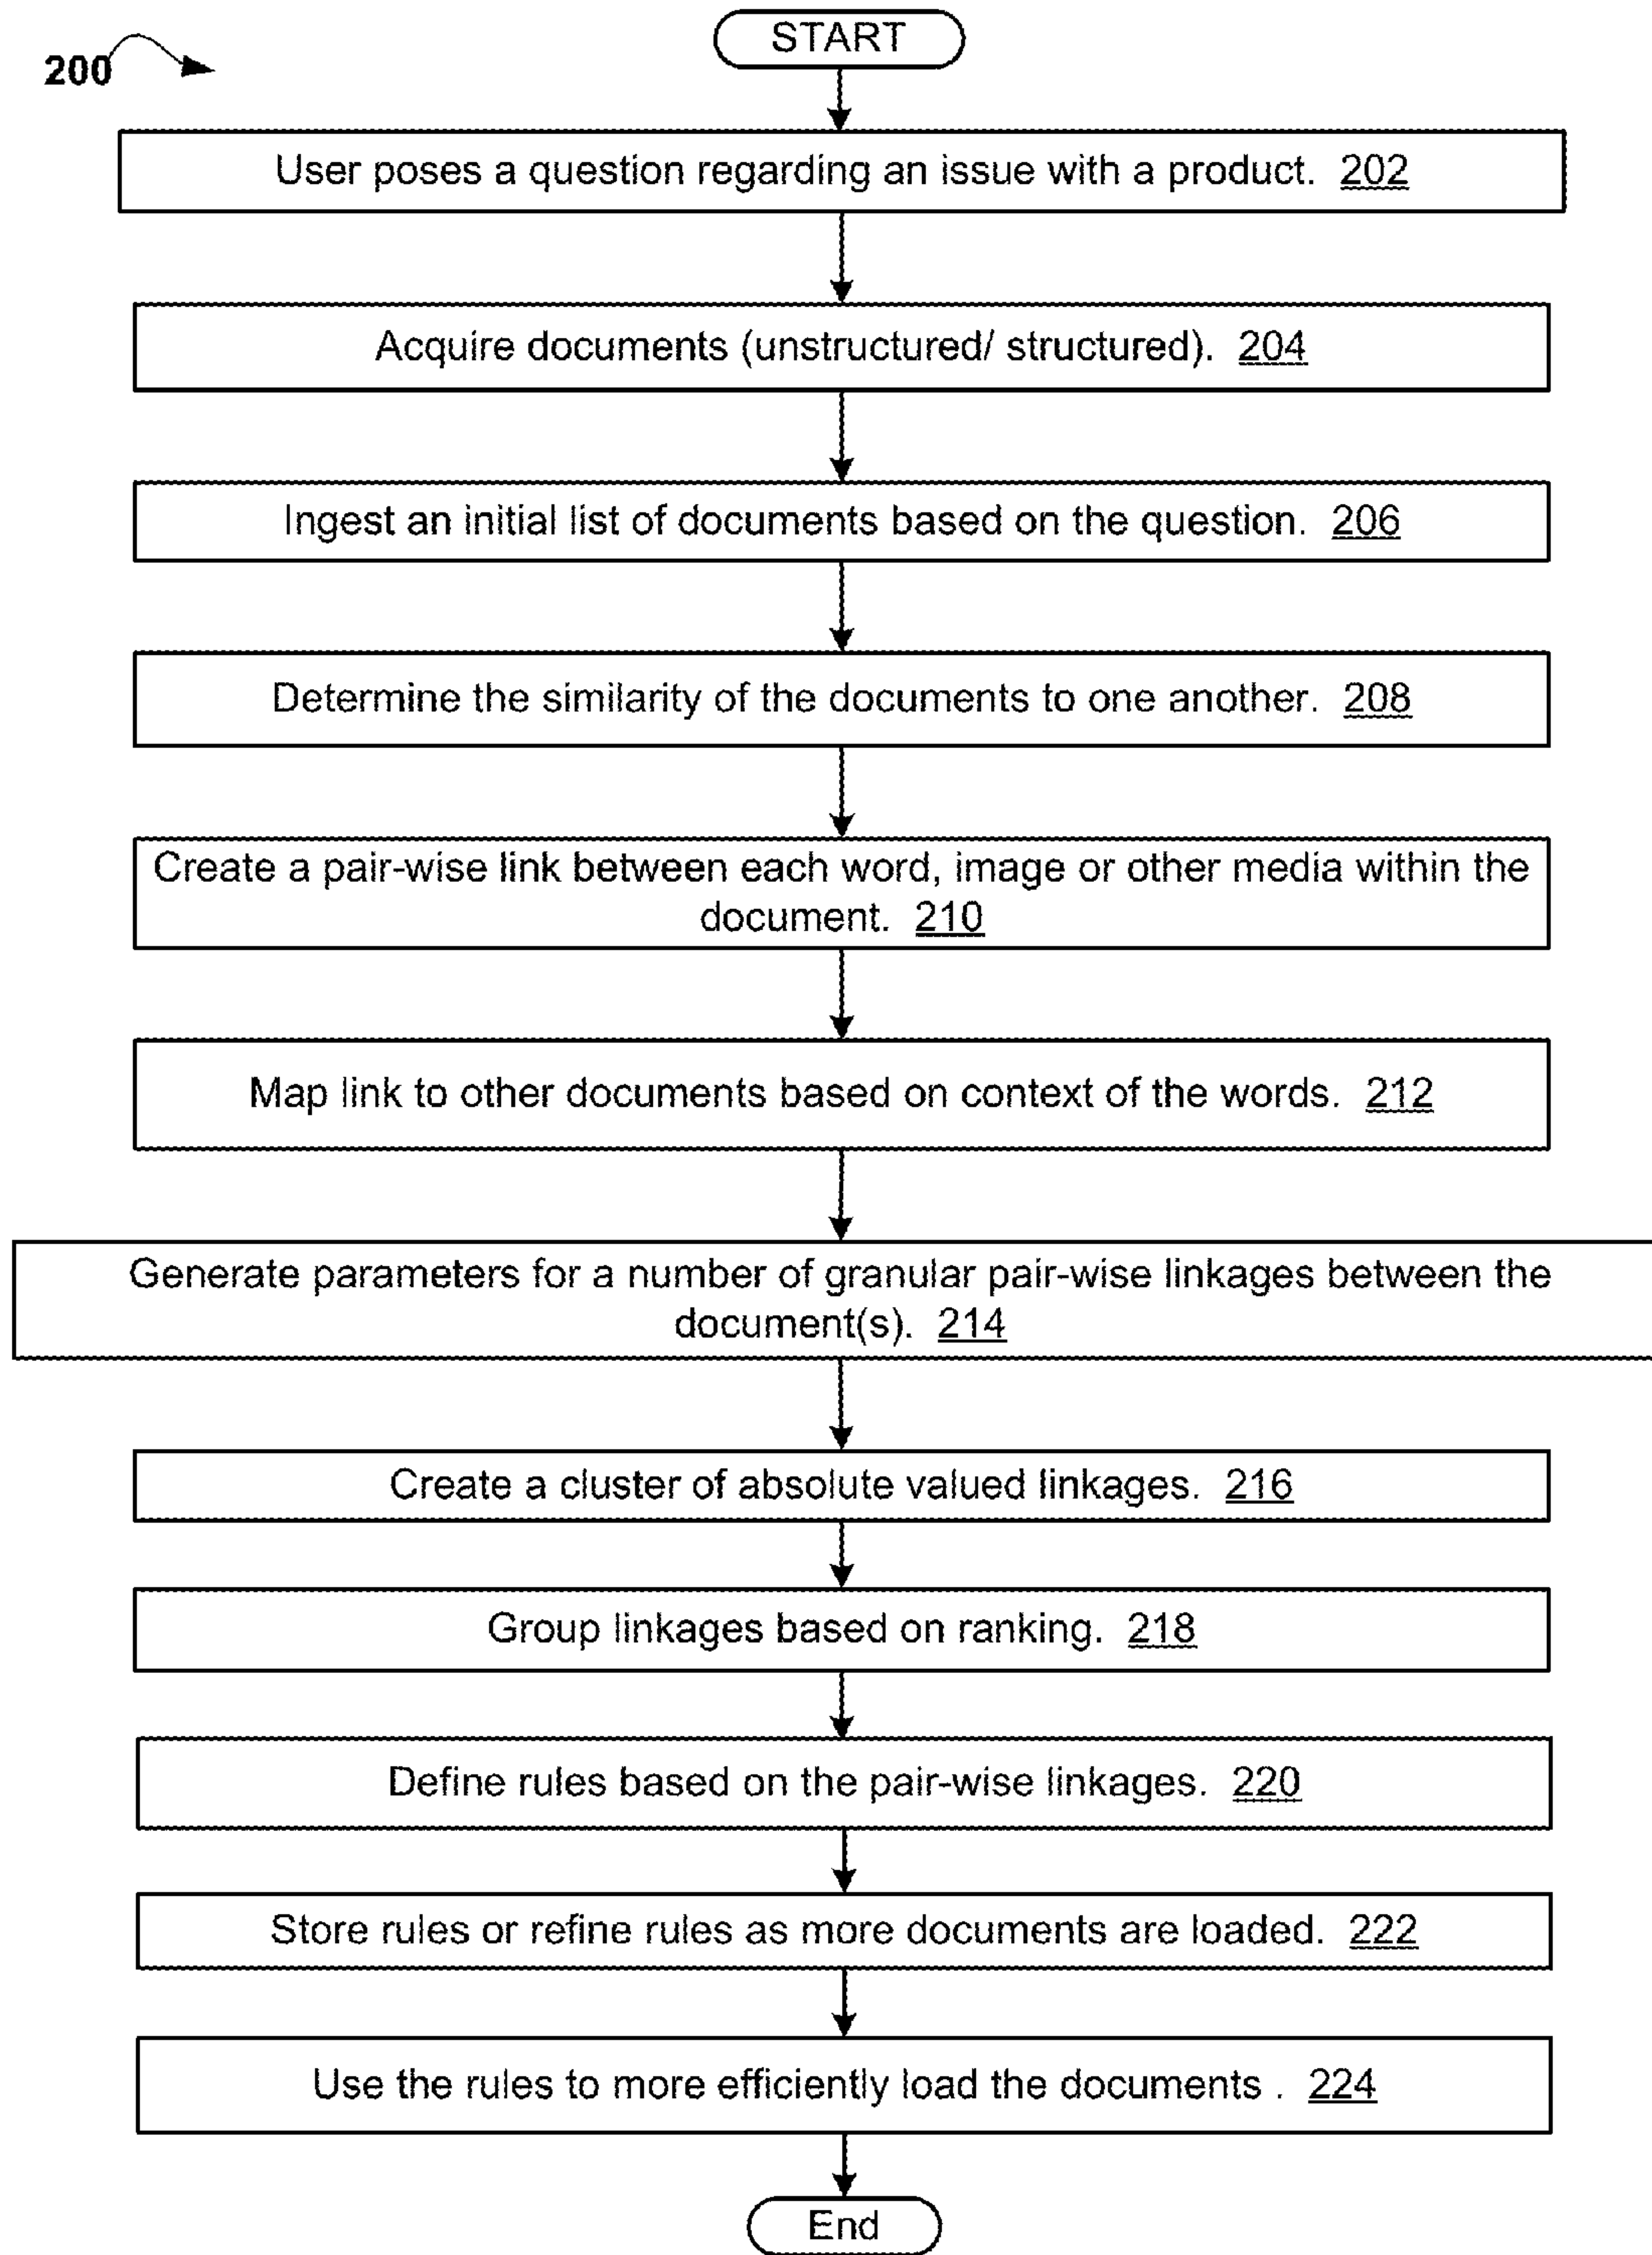 200
START
User poses a question regarding an issue with a product. 202
Acquire documents (unstructured/ structured). 204
Ingest an initial list of documents based on the question. 206
Determine the similarity of the documents to one another. 208
Create a pair-wise link between each word, image or other media within the
document. 210
Map link to other documents based on context of the words. 212
Generate parameters for a number of granular pair-wise linkages between the
document(s). 214
Create a cluster of absolute valued linkages. 216
Group linkages based on ranking. 218
Define rules based on the pair-wise linkages. 220
Store rules or refine rules as more documents are loaded. 222
Use the rules to more efficiently load the documents . 224
End